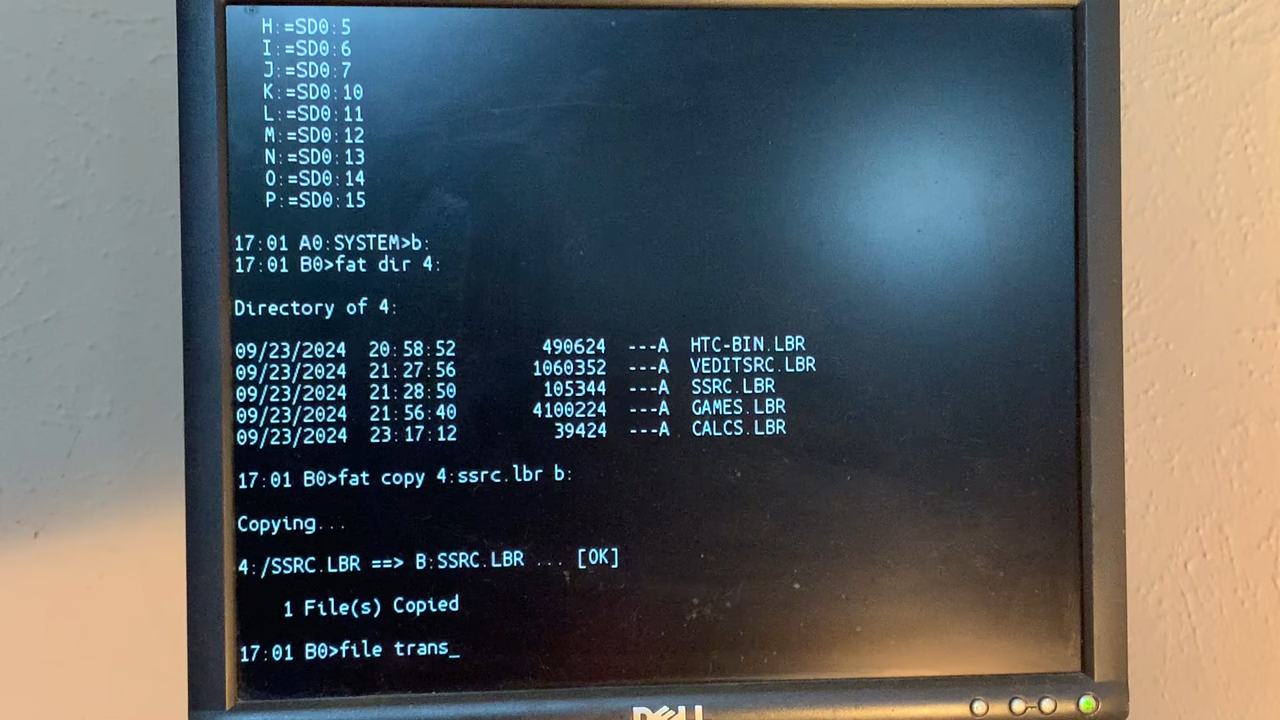 H:=SD0:5
I:=SD0:6
J:=SD0:7
K:=SD0:10
L:=SD0:11
M:=SD0:12
N:=SD0:13
O:=SD0:14
P:=SD0:15
17:01 A0:SYSTEM>b:
17:01 B0>fat dir 4:
Directory of 4:
09/23/2024 20:58:52 490624 ---A HTC-BIN.LBR
09/23/2024 21:27:56 1060352 ---A VEDITSRC.LBR
09/23/2024 21:28:50 105344 ---A SSRC.LBR
09/23/2024 21:56:40 4100224 ---A GAMES.LBR
09/23/2024 23:17:12 39424 ---A CALCS.LBR
17:01 B0>fat copy 4:ssrc.lbr b:
Copying...
4:/SSRC.LBR ==> B:SSRC.LBR ... [OK]
1 File(s) Copied
17:01 B0>file trans_
DELL